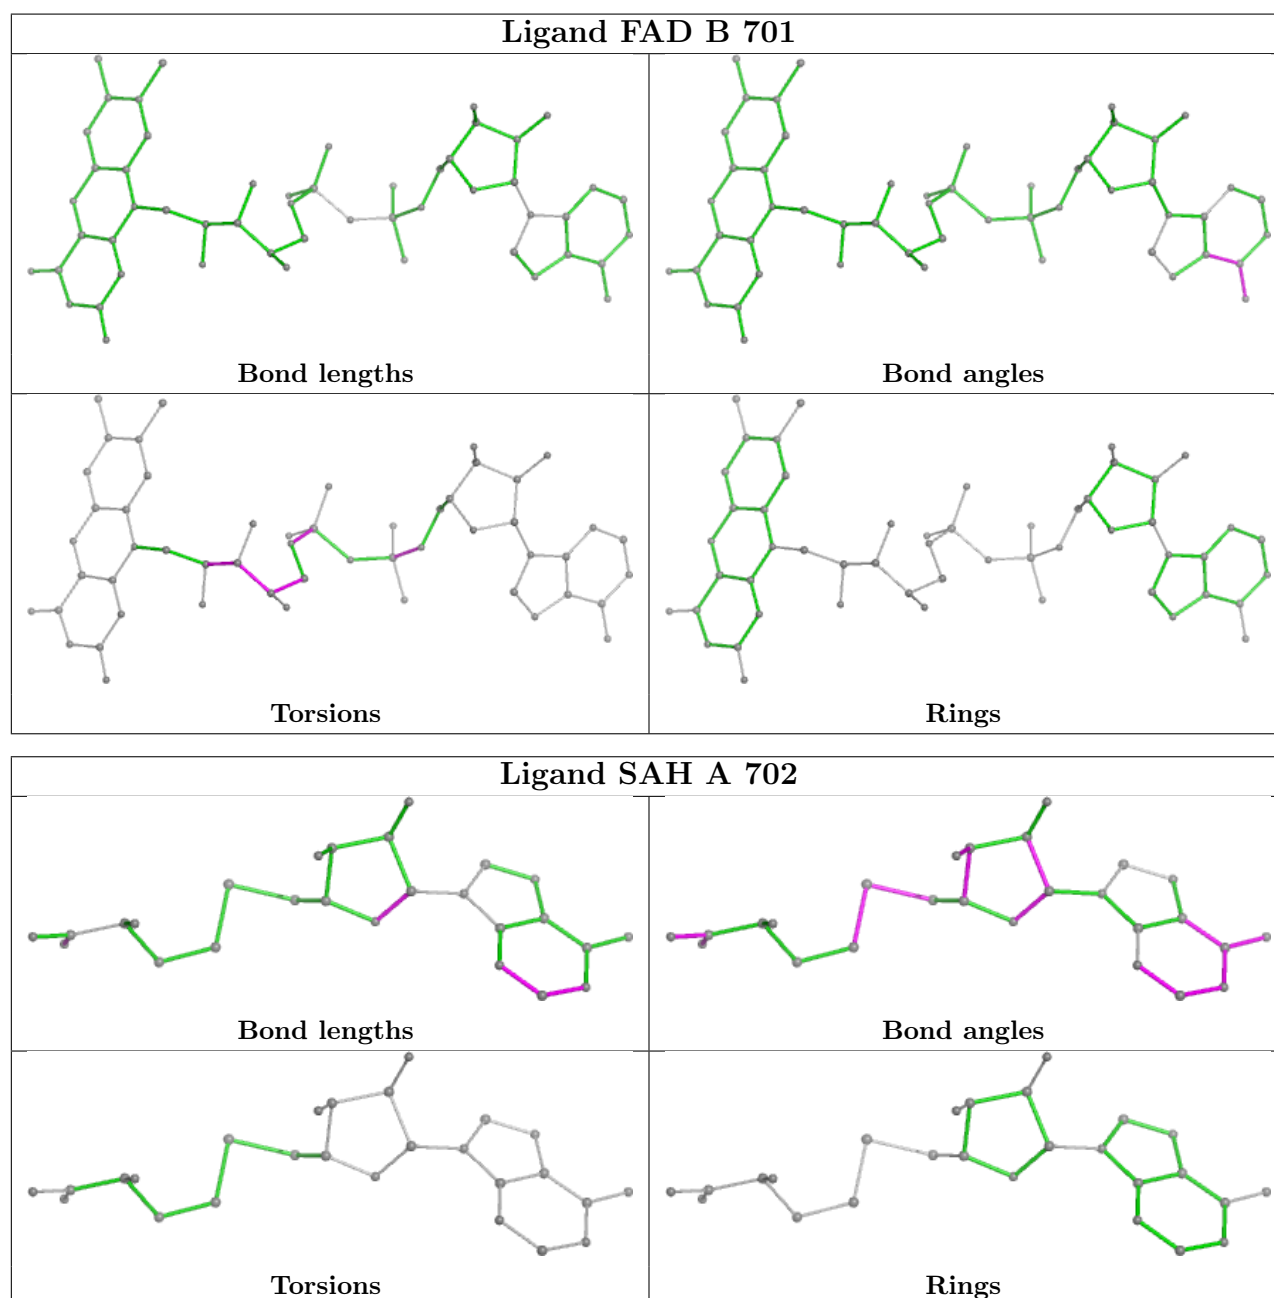 Ligand FAD B 701
Bond lengths
Bond angles
Torsions
Rings
Ligand SAH A 702
Bond lengths
Bond angles
Torsions
Rings